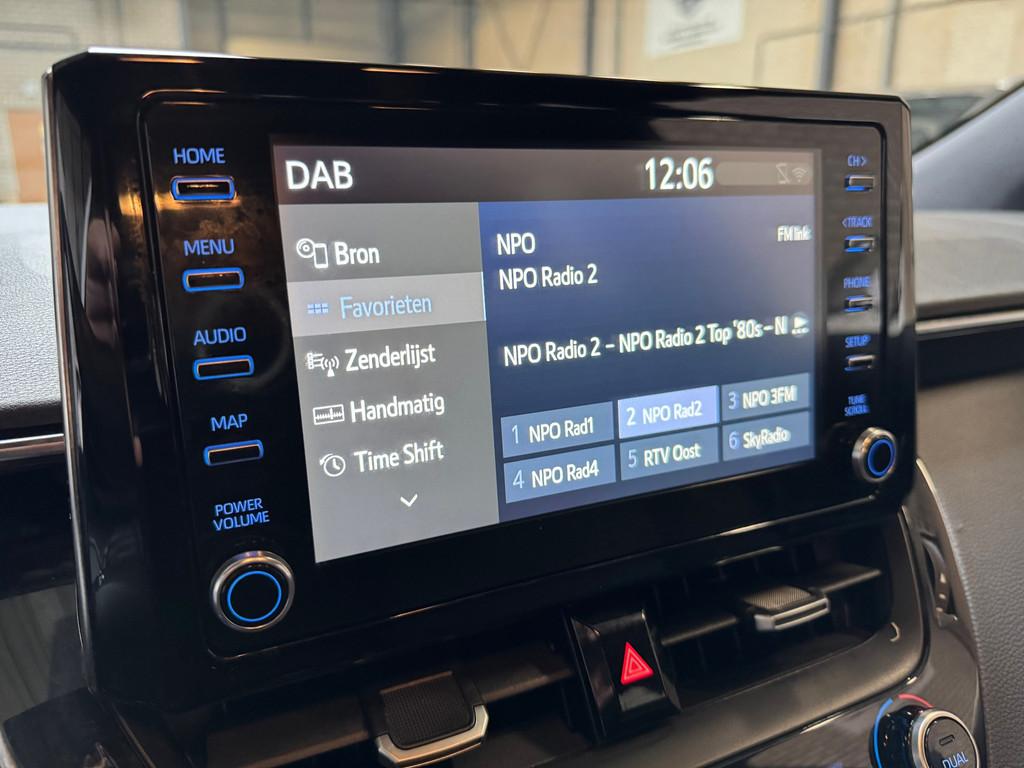 HOME
MENU
AUDIO
MAP
POWER
VOLUME
DAB
12:06
Bron
Favorieten
Zenderlijst
Handmatig
Time Shift
NPO
FM link
NPO Radio 2
NPO Radio 2 - NPO Radio 2 Top '80s - N
1 NPO Rad1
2 NPO Rad2
3 NPO 3FM
4 NPO Rad4
5 RTV Oost
6 SkyRadio
CH>
<TRACK
PHONE
SETUP
TUNE
SCROLL
DUAL